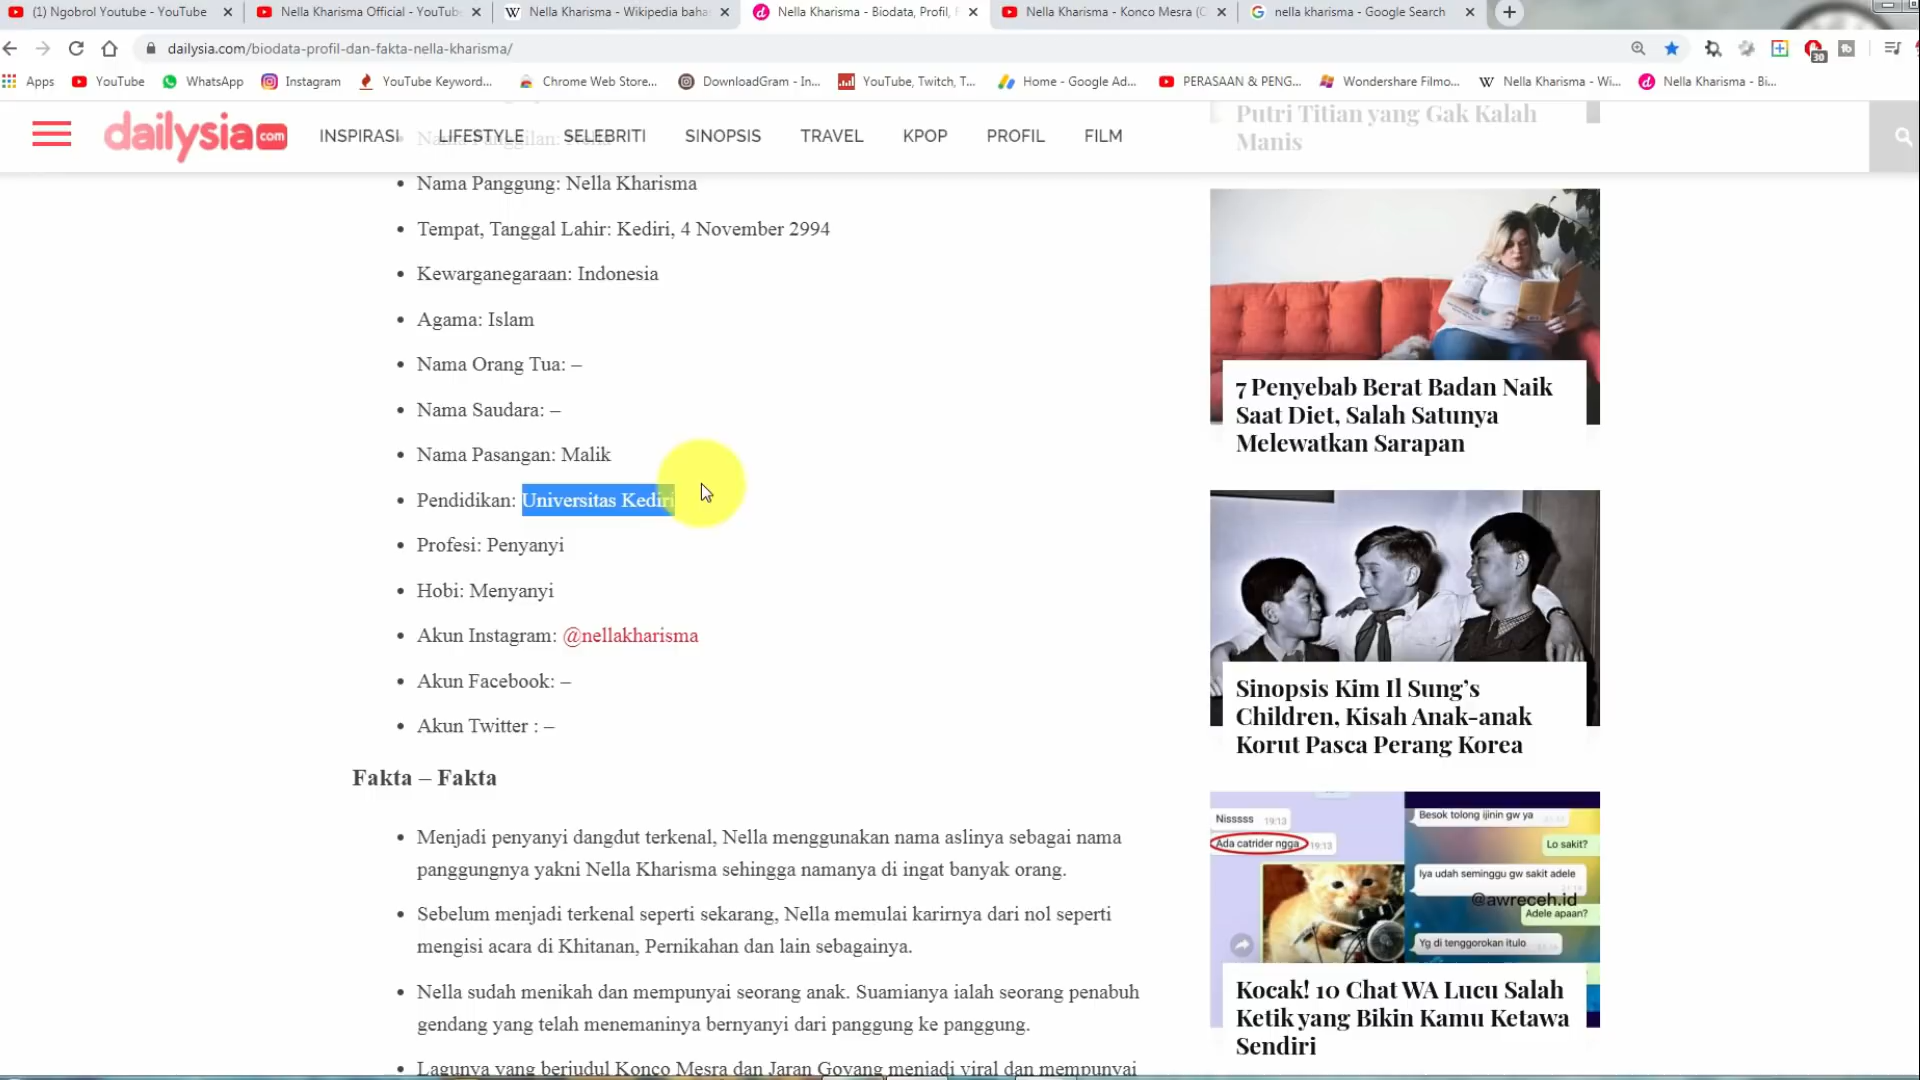 (1) Ngobrol Youtube - YouTube
Nella Kharisma Official - YouTub
Nella Kharisma - Wikipedia baha
Nella Kharisma - Biodata, Profil, F
Nella Kharisma - Konco Mesra (C
nella kharisma - Google Search
dailysia.com/biodata-profil-dan-fakta-nella-kharisma/
30
Apps
YouTube
WhatsApp
Instagram
YouTube Keyword...
Chrome Web Store...
DownloadGram - In...
YouTube, Twitch, T...
Home - Google Ad...
PERASAAN & PENG...
Wondershare Filmo...
Nella Kharisma - Wi...
Nella Kharisma - Bi...
dailysia com
INSPIRASI
LIFESTYLE
SELEBRITI
SINOPSIS
TRAVEL
KPOP
PROFIL
FILM
Nama Panggilan: Nella
Nama Panggung: Nella Kharisma
Tempat, Tanggal Lahir: Kediri, 4 November 2994
Kewarganegaraan: Indonesia
Agama: Islam
Nama Orang Tua: –
Nama Saudara: –
Nama Pasangan: Malik
Pendidikan: Universitas Kediri
Profesi: Penyanyi
Hobi: Menyanyi
Akun Instagram: @nellakharisma
Akun Facebook: –
Akun Twitter : –
Fakta – Fakta
Menjadi penyanyi dangdut terkenal, Nella menggunakan nama aslinya sebagai nama
panggungnya yakni Nella Kharisma sehingga namanya di ingat banyak orang.
Sebelum menjadi terkenal seperti sekarang, Nella memulai karirnya dari nol seperti
mengisi acara di Khitanan, Pernikahan dan lain sebagainya.
Nella sudah menikah dan mempunyai seorang anak. Suamianya ialah seorang penabuh
gendang yang telah menemaninya bernyanyi dari panggung ke panggung.
Lagunya yang berjudul Konco Mesra dan Jaran Goyang menjadi viral dan mempunyai
Putri Titian yang Gak Kalah
Manis
7 Penyebab Berat Badan Naik
Saat Diet, Salah Satunya
Melewatkan Sarapan
Sinopsis Kim Il Sung’s
Children, Kisah Anak-anak
Korut Pasca Perang Korea
Nisssss 19:13
Ada catrider ngga 19:13
Besok tolong ijinin gw ya
Lo sakit?
Iya udah seminggu gw sakit adele
@awreceh.id
Adele apaan?
Yg di tenggorokan itulo
Kocak! 10 Chat WA Lucu Salah
Ketik yang Bikin Kamu Ketawa
Sendiri